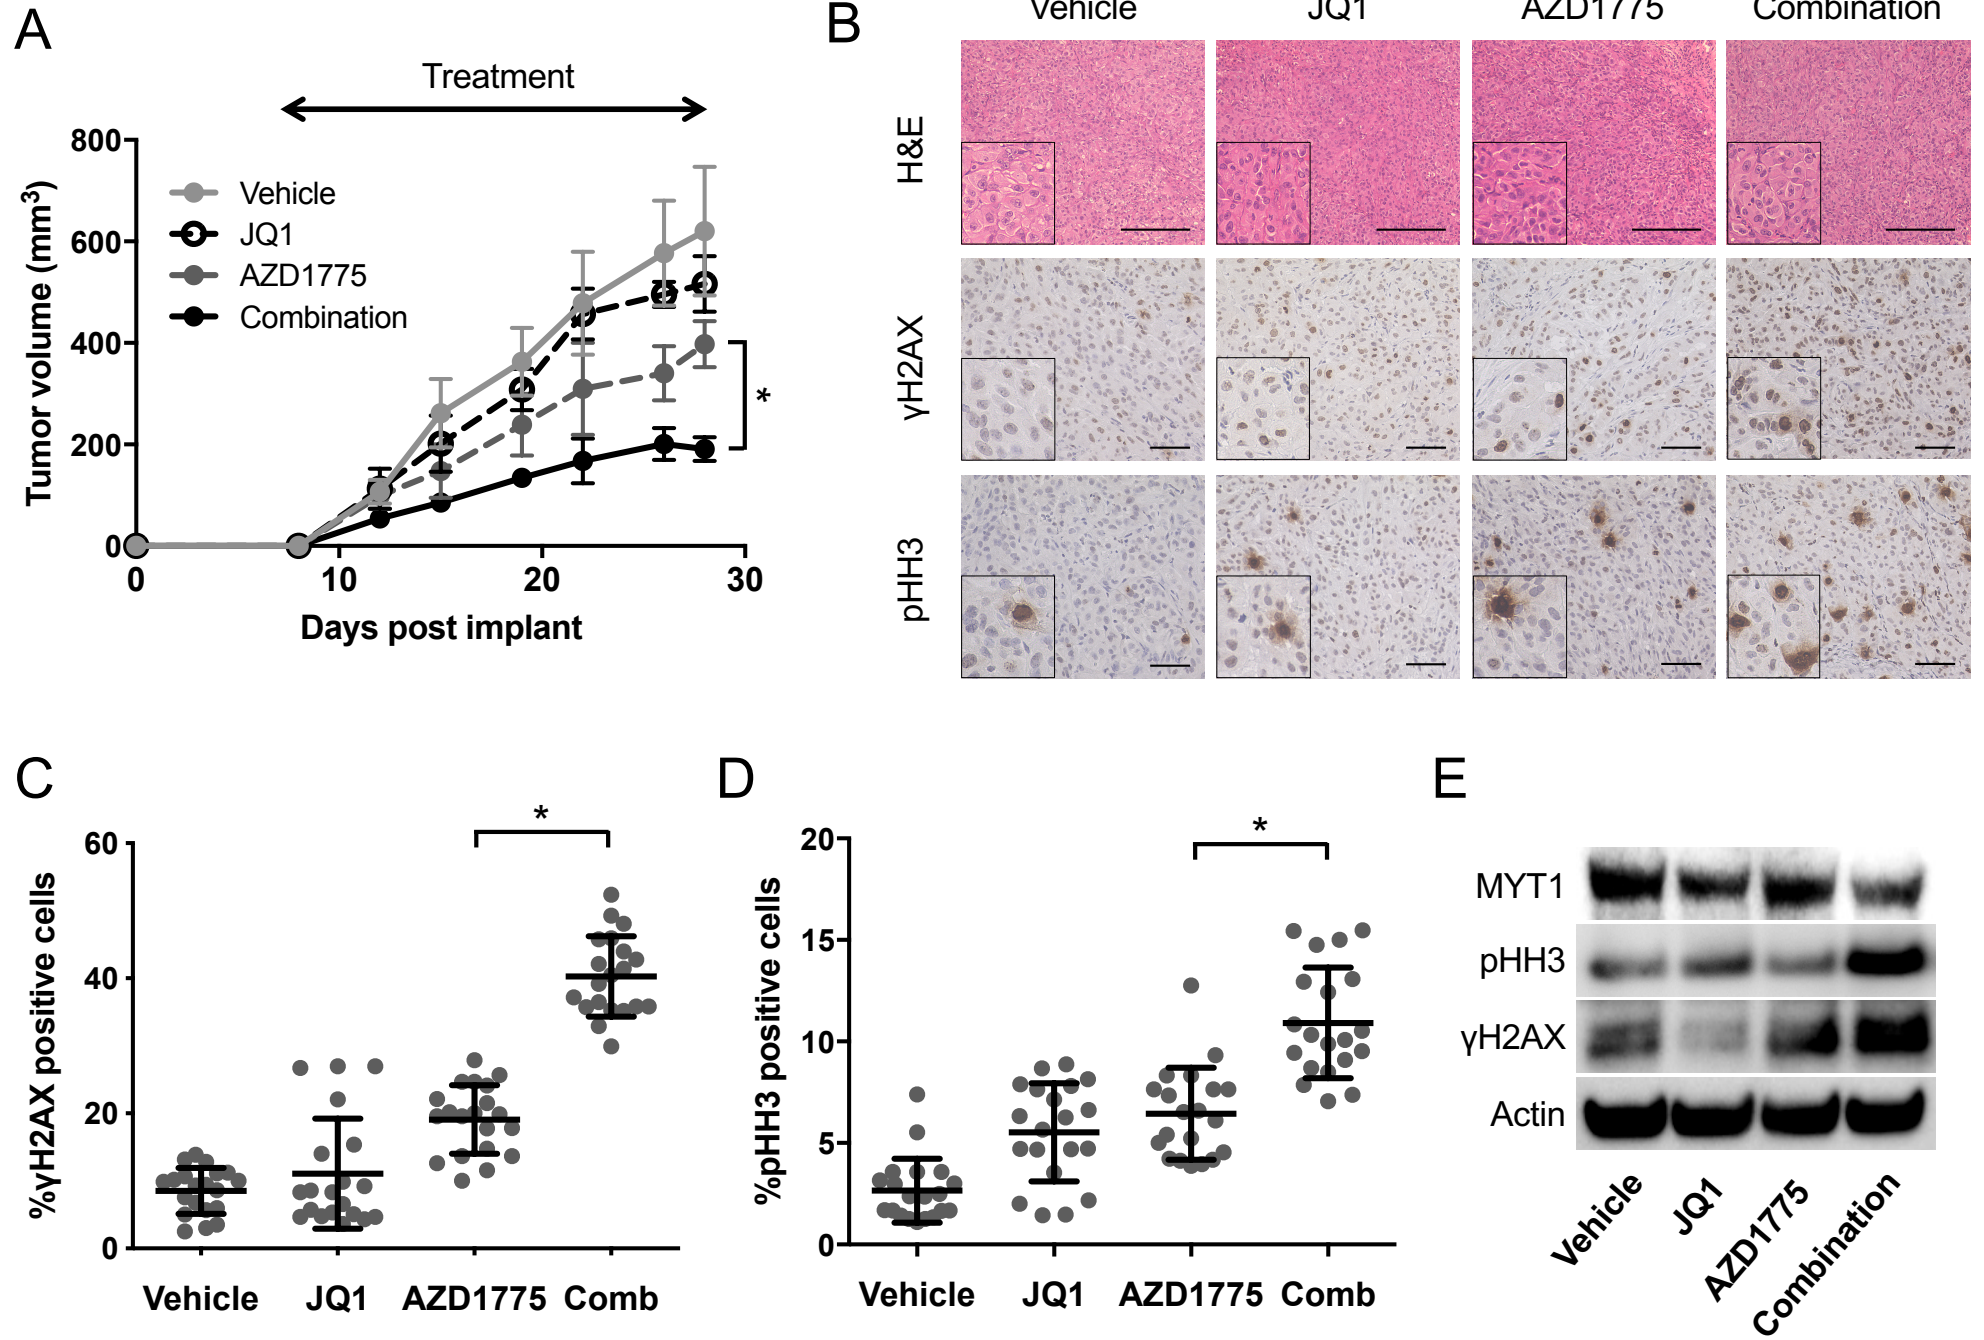 A
Treatment
800
600
400
200
0
Tumor volume (mm³)
Vehicle
JQ1
AZD1775
Combination
*
0
10
20
30
Days post implant
B
Vehicle
JQ1
AZD1775
Combination
H&E
γH2AX
pHH3
C
60
40
20
0
%γH2AX positive cells
*
Vehicle
JQ1
AZD1775
Comb
D
20
15
10
5
0
%pHH3 positive cells
*
Vehicle
JQ1
AZD1775
Comb
E
MYT1
pHH3
γH2AX
Actin
Vehicle
JQ1
AZD1775
Combination